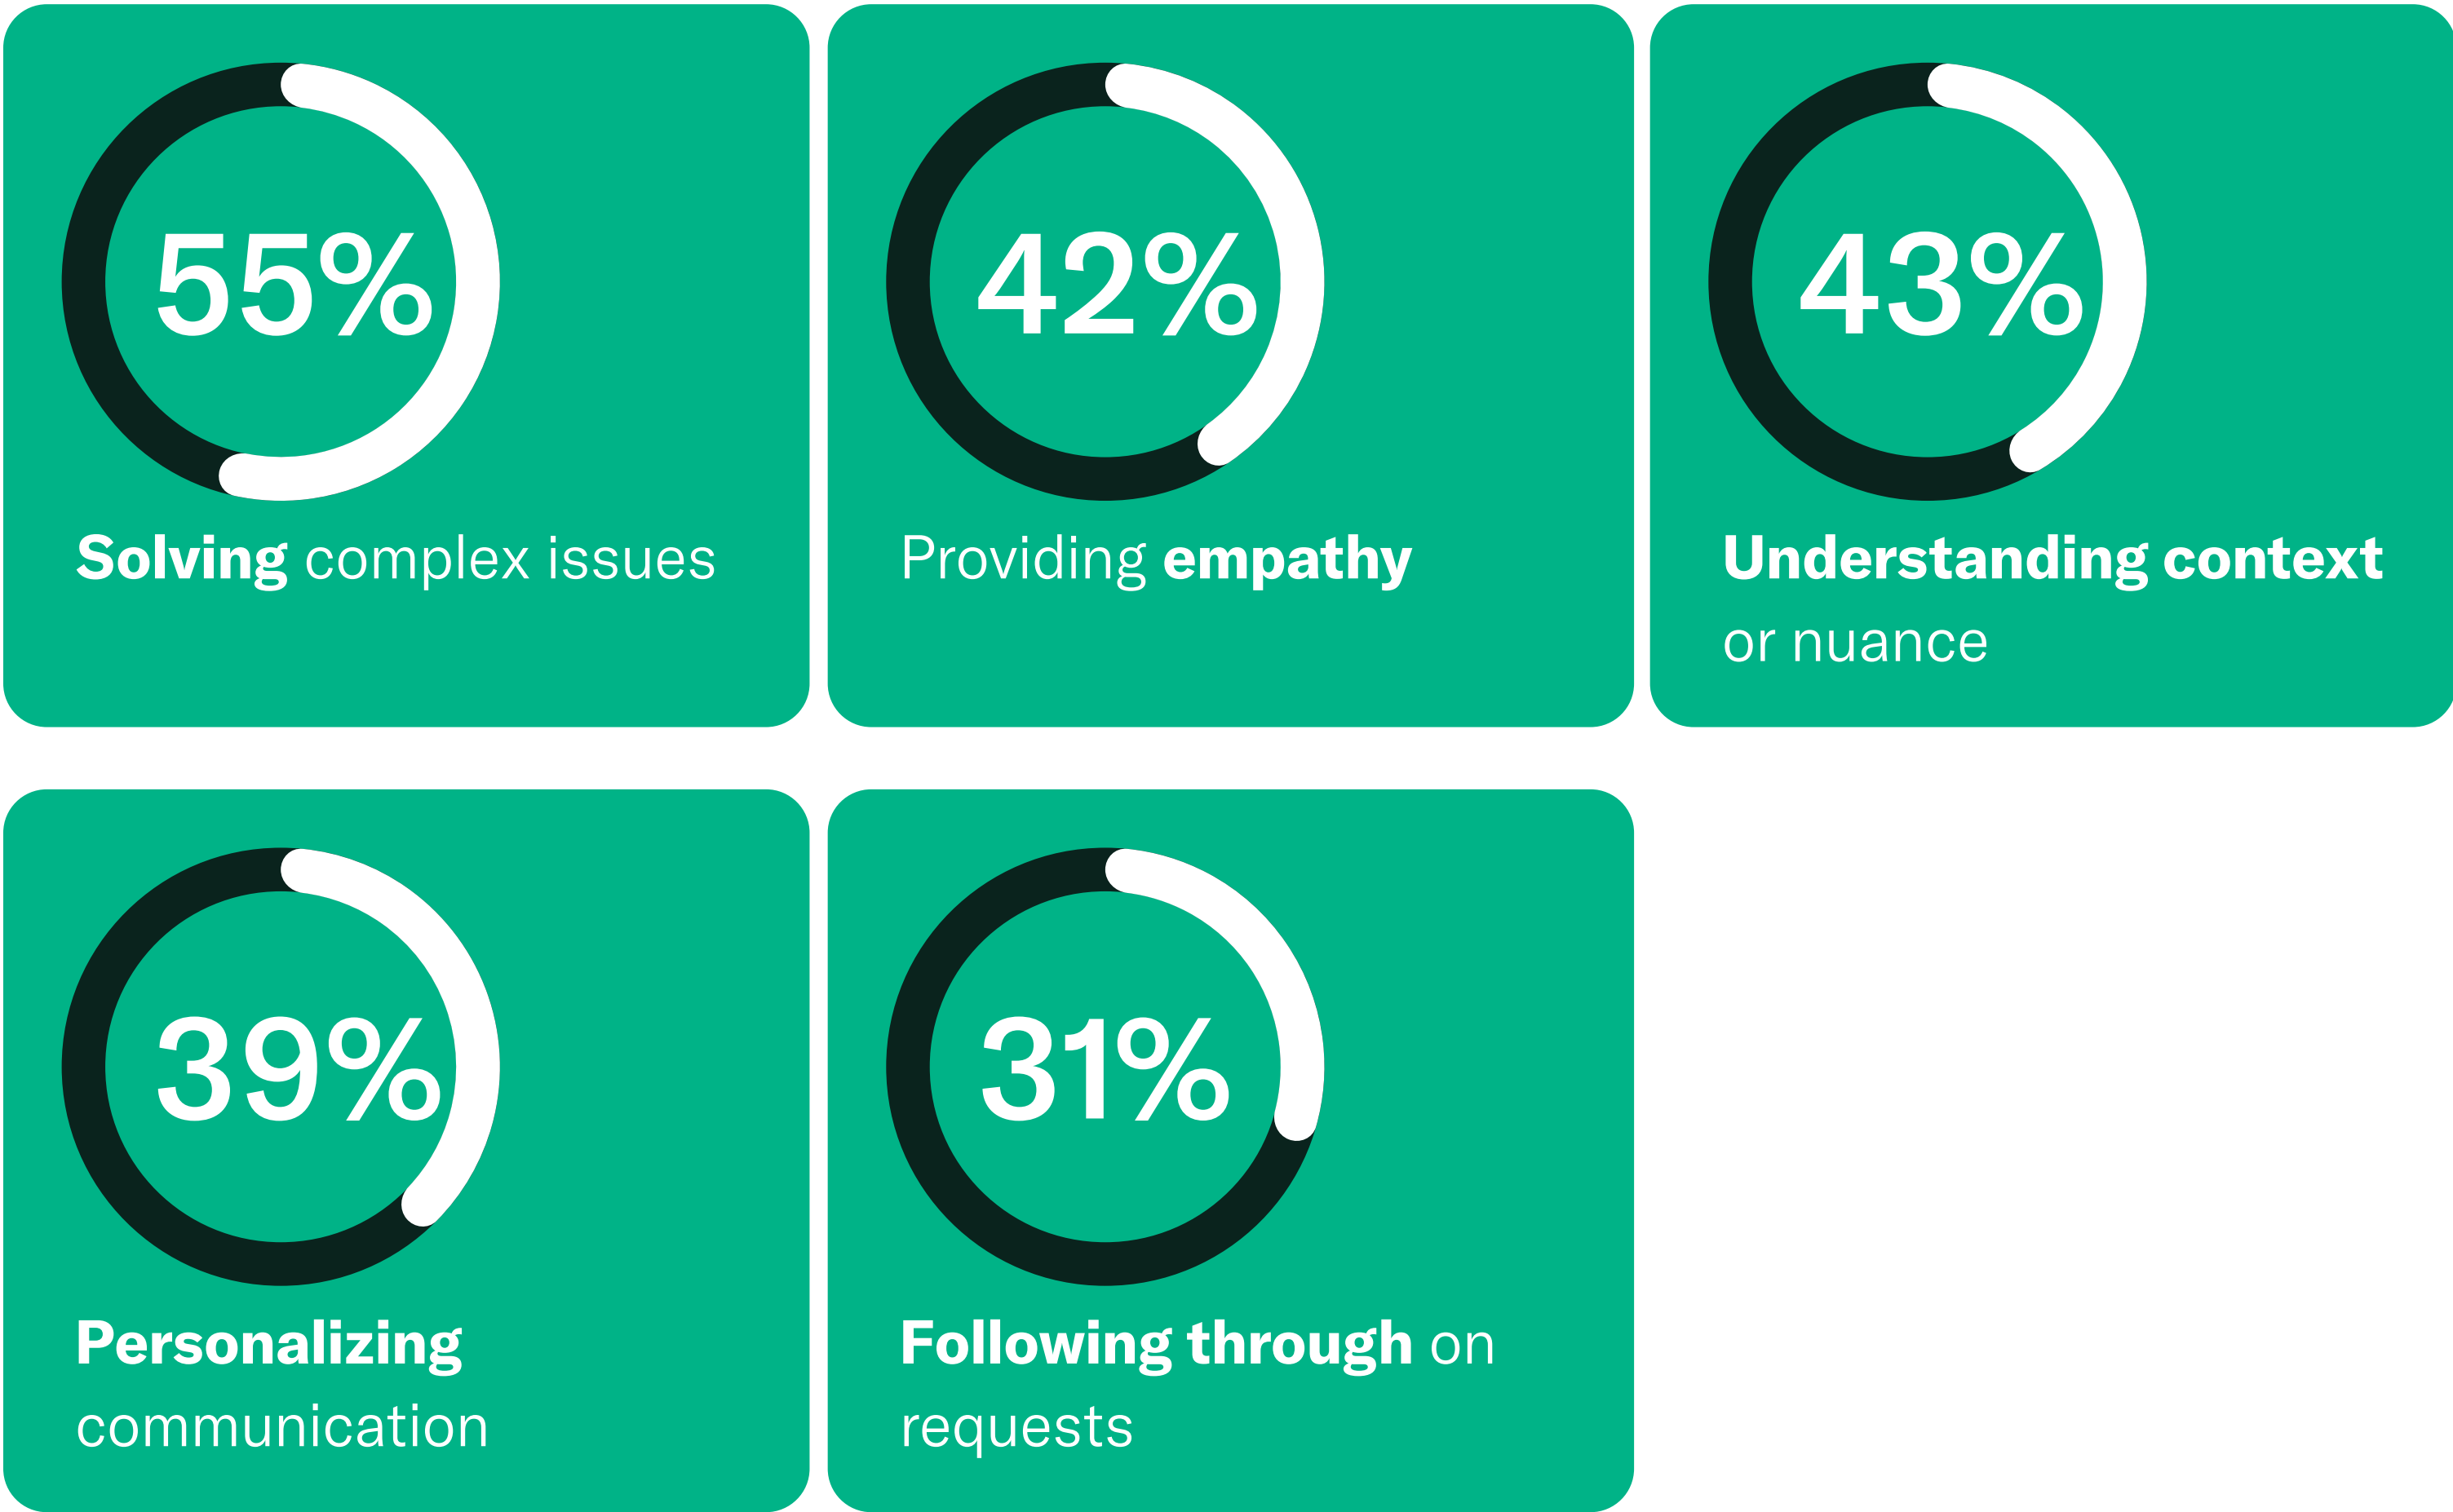 55%
Solving complex issues
42%
Providing empathy
43%
Understanding context
or nuance
39%
Personalizing
communication
31%
Following through on
requests